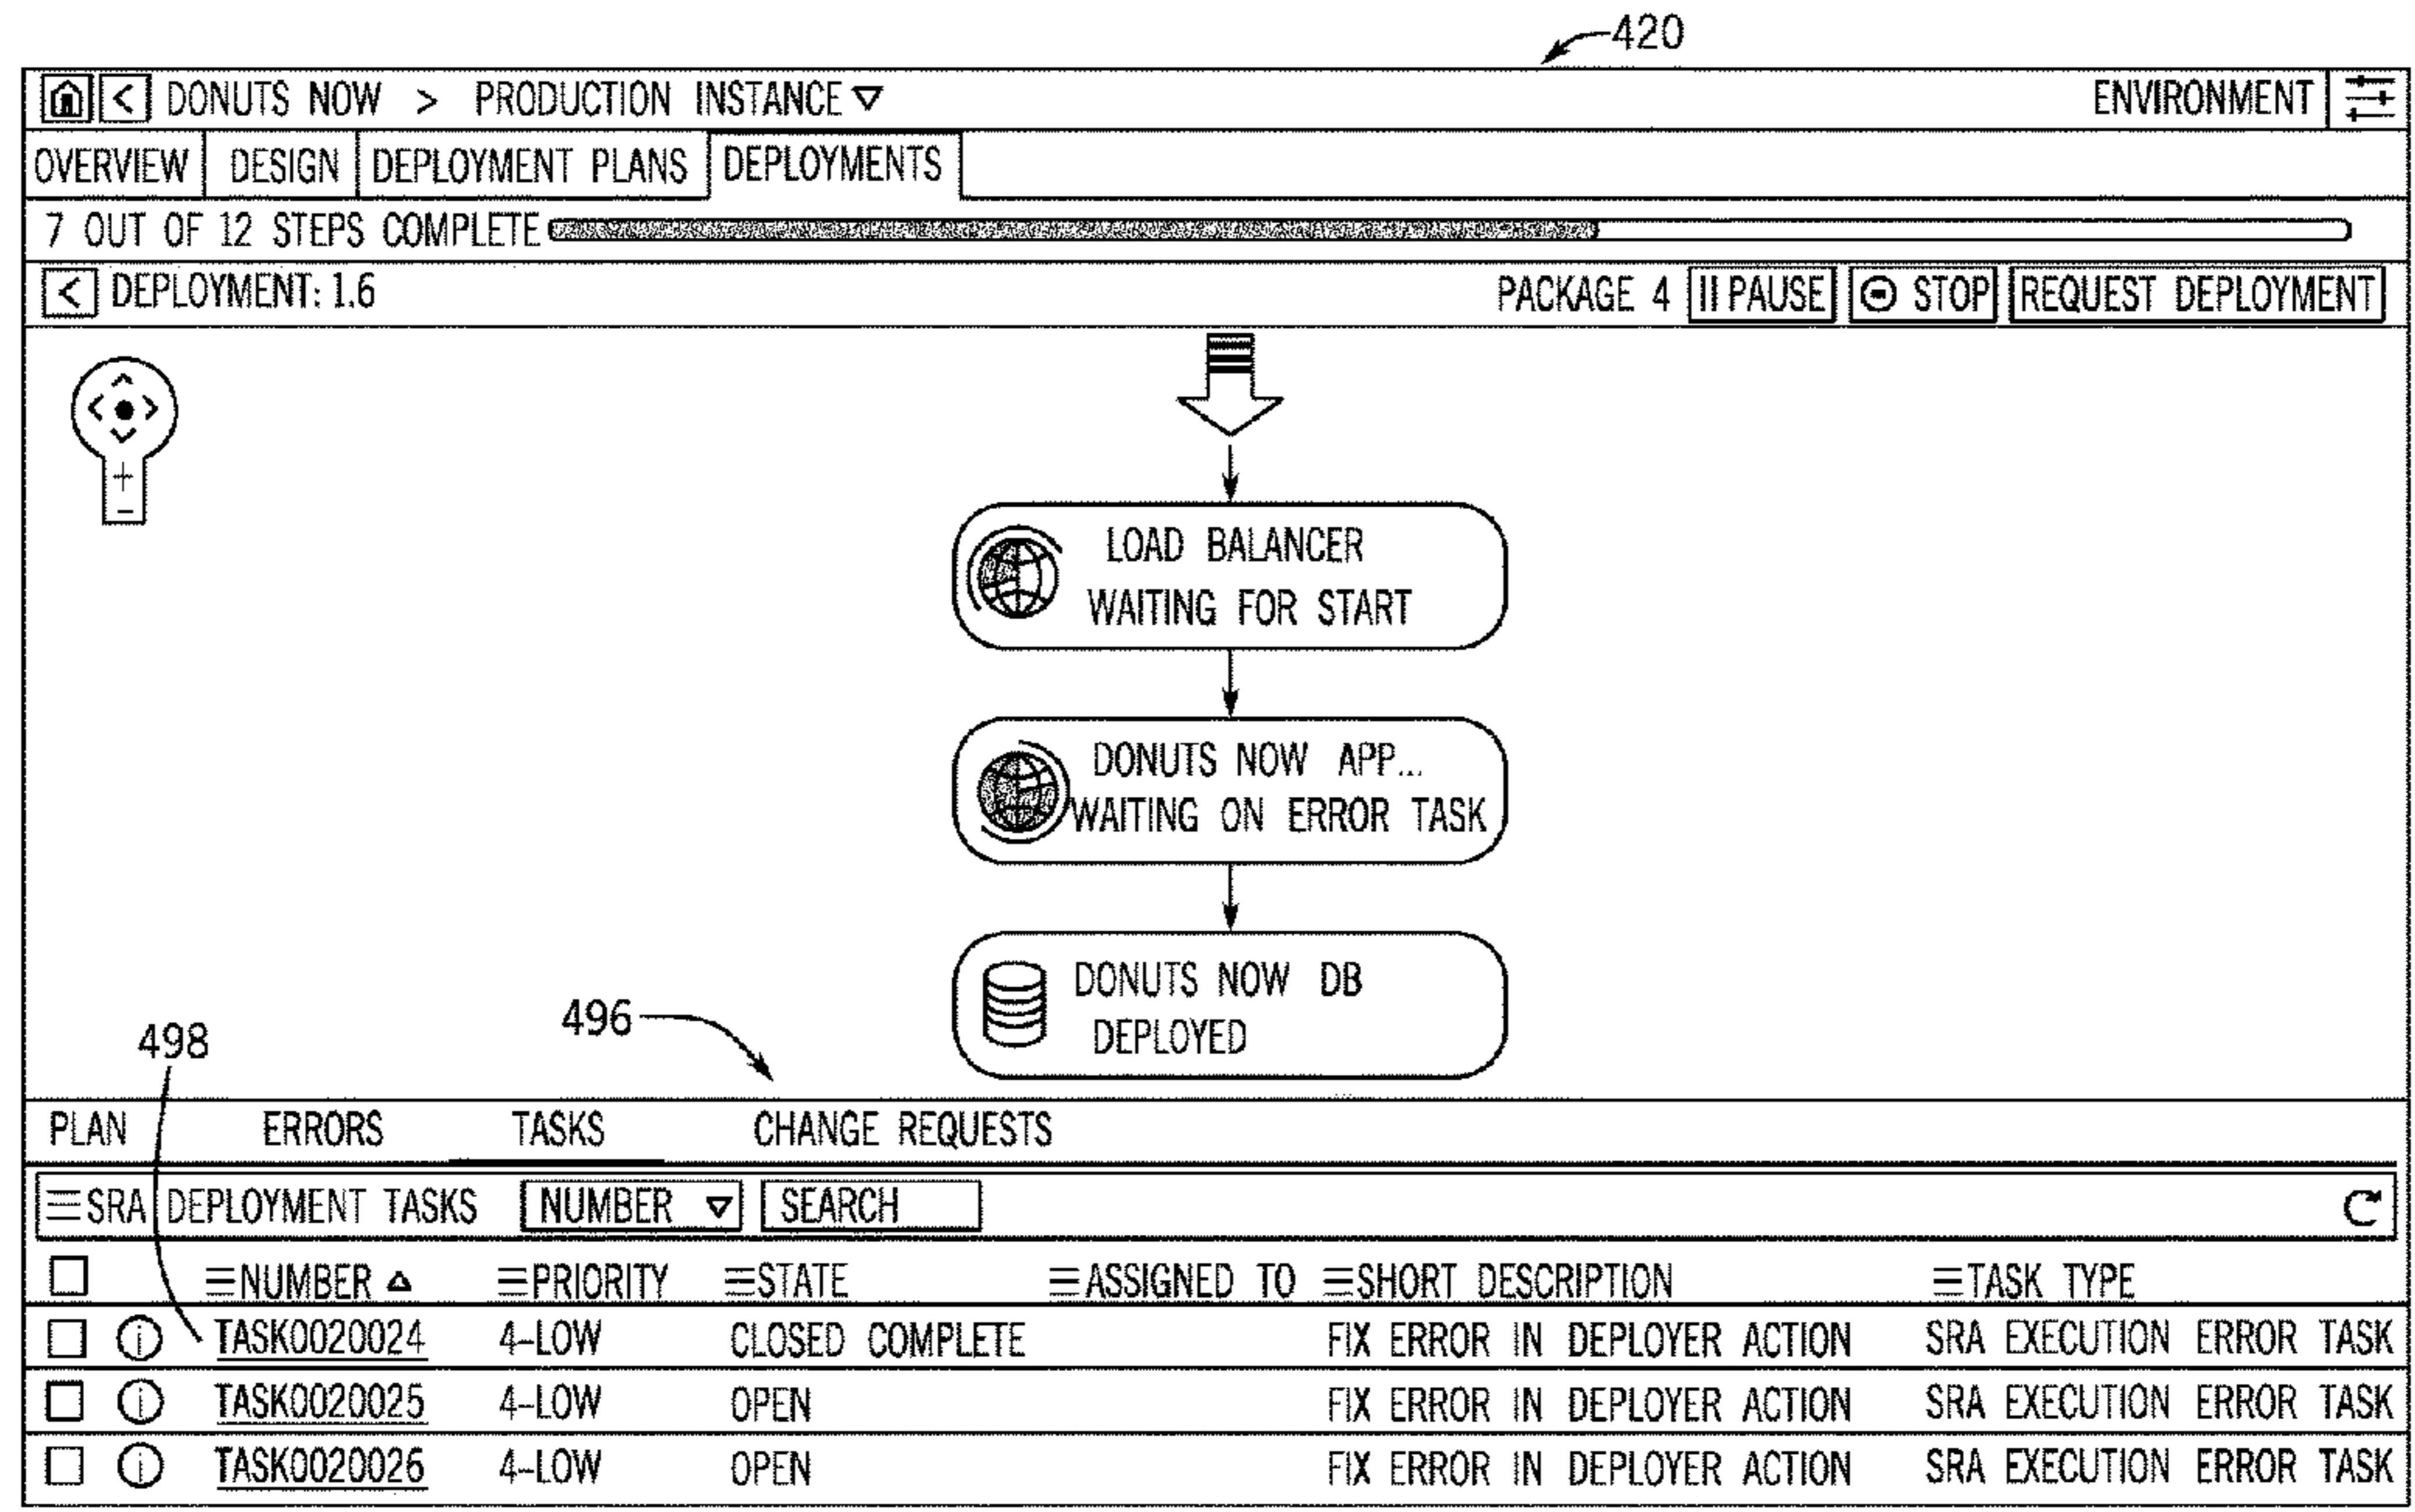 420
DONUTS NOW > PRODUCTION INSTANCE ENVIRONMENT
OVERVIEW DESIGN DEPLOYMENT PLANS DEPLOYMENTS
7 OUT OF 12 STEPS COMPLETE
< DEPLOYMENT: 1.6 PACKAGE 4 PAUSE STOP REQUEST DEPLOYMENT
+
-
LOAD BALANCER
WAITING FOR START
DONUTS NOW APP...
WAITING ON ERROR TASK
DONUTS NOW DB
DEPLOYED
496
498
PLAN ERRORS TASKS CHANGE REQUESTS
SRA DEPLOYMENT TASKS NUMBER SEARCH
NUMBER PRIORITY STATE ASSIGNED TO SHORT DESCRIPTION TASK TYPE
TASK0020024 4-LOW CLOSED COMPLETE FIX ERROR IN DEPLOYER ACTION SRA EXECUTION ERROR TASK
TASK0020025 4-LOW OPEN FIX ERROR IN DEPLOYER ACTION SRA EXECUTION ERROR TASK
TASK0020026 4-LOW OPEN FIX ERROR IN DEPLOYER ACTION SRA EXECUTION ERROR TASK